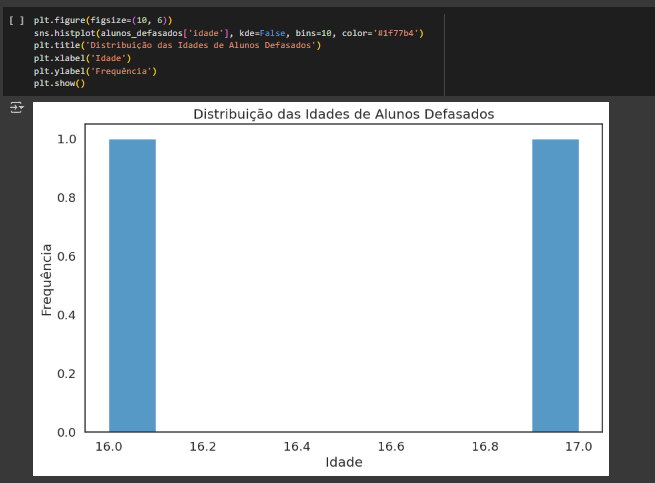 [ ] plt.figure(figsize=(10, 6))
sns.histplot(alunos_defasados['idade'], kde=False, bins=10, color='#1f77b4')
plt.title('Distribuição das Idades de Alunos Defasados')
plt.xlabel('Idade')
plt.ylabel('Frequência')
plt.show()
Distribuição das Idades de Alunos Defasados
1.0
0.8
0.6
0.4
0.2
0.0
Frequência
16.0 16.2 16.4 16.6 16.8 17.0
Idade